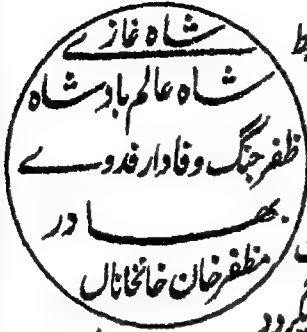 شاہ غازی
شاہ عالم بادشاہ
ظفر جنگ وفادار فدوے
بہادر
مظفر خان خانخاناں